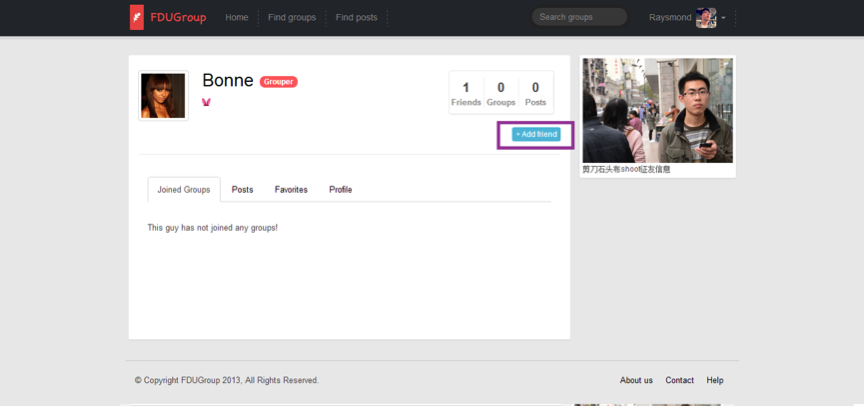 FDUGroup Home Find groups Find posts Search groups Raysmond
Bonne Grouper
1 0 0
Friends Groups Posts
+ Add friend
剪刀石头布shoot征友信息
Joined Groups Posts Favorites Profile
This guy has not joined any groups!
© Copyright FDUGroup 2013, All Rights Reserved. About us Contact Help